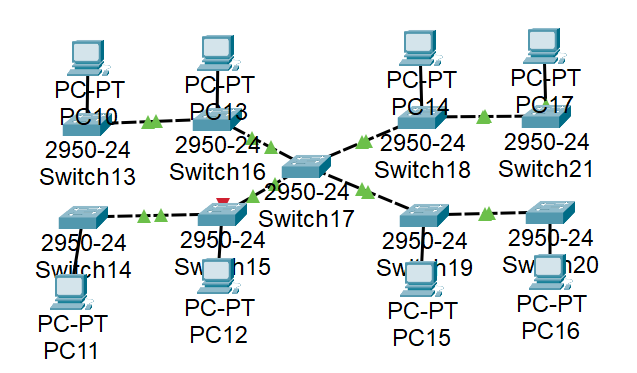 PC-PT
PC10
PC-PT
PC13
PC-PT
PC14
PC-PT
PC17
2950-24
Switch13
2950-24
Switch16
2950-24
Switch17
2950-24
Switch18
2950-24
Switch21
2950-24
Switch14
2950-24
Switch15
2950-24
Switch19
2950-24
Switch20
PC-PT
PC11
PC-PT
PC12
PC-PT
PC15
PC-PT
PC16